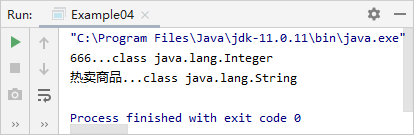 Run: Example04
"C:\Program Files\Java\jdk-11.0.11\bin\java.exe"
666...class java.lang.Integer
热卖商品...class java.lang.String
Process finished with exit code 0